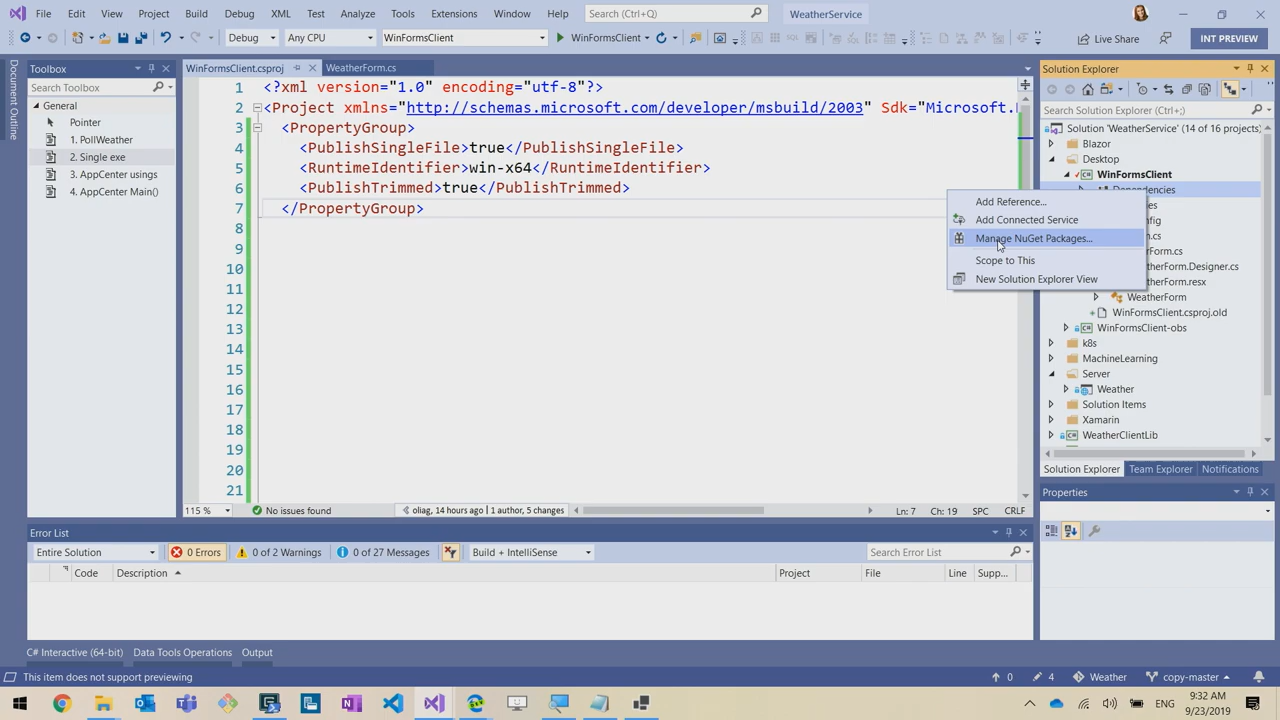 File Edit View Project Build Debug XML Test Analyze Tools Extensions Window Help Search (Ctrl+Q) WeatherService
Debug Any CPU WinFormsClient WinFormsClient Live Share INT PREVIEW
Document Outline
Toolbox
Search Toolbox
General
Pointer
1. PollWeather
2. Single exe
3. AppCenter usings
4. AppCenter Main()
WinFormsClient.csproj WeatherForm.cs
1 <?xml version="1.0" encoding="utf-8"?>
2 <Project xmlns="http://schemas.microsoft.com/developer/msbuild/2003" Sdk="Microsoft.
3 <PropertyGroup>
4 <PublishSingleFile>true</PublishSingleFile>
5 <RuntimeIdentifier>win-x64</RuntimeIdentifier>
6 <PublishTrimmed>true</PublishTrimmed>
7 </PropertyGroup>
8
9
10
11
12
13
14
15
16
17
18
19
20
21
115 % No issues found oliag, 14 hours ago | 1 author, 5 changes Ln: 7 Ch: 19 SPC CRLF
Add Reference...
Add Connected Service
Manage NuGet Packages...
Scope to This
New Solution Explorer View
Solution Explorer
Search Solution Explorer (Ctrl+;)
Solution 'WeatherService' (14 of 16 projects)
Blazor
Desktop
WinFormsClient
Dependencies
es
nfig
n.cs
herForm.cs
herForm.Designer.cs
herForm.resx
WeatherForm
WinFormsClient.csproj.old
WinFormsClient-obs
k8s
MachineLearning
Server
Weather
Solution Items
Xamarin
WeatherClientLib
Solution Explorer Team Explorer Notifications
Properties
Error List
Entire Solution 0 Errors 0 of 2 Warnings 0 of 27 Messages Build + IntelliSense Search Error List
Code Description Project File Line Supp...
C# Interactive (64-bit) Data Tools Operations Output
This item does not support previewing 0 4 Weather copy-master
ENG 9:32 AM
9/23/2019